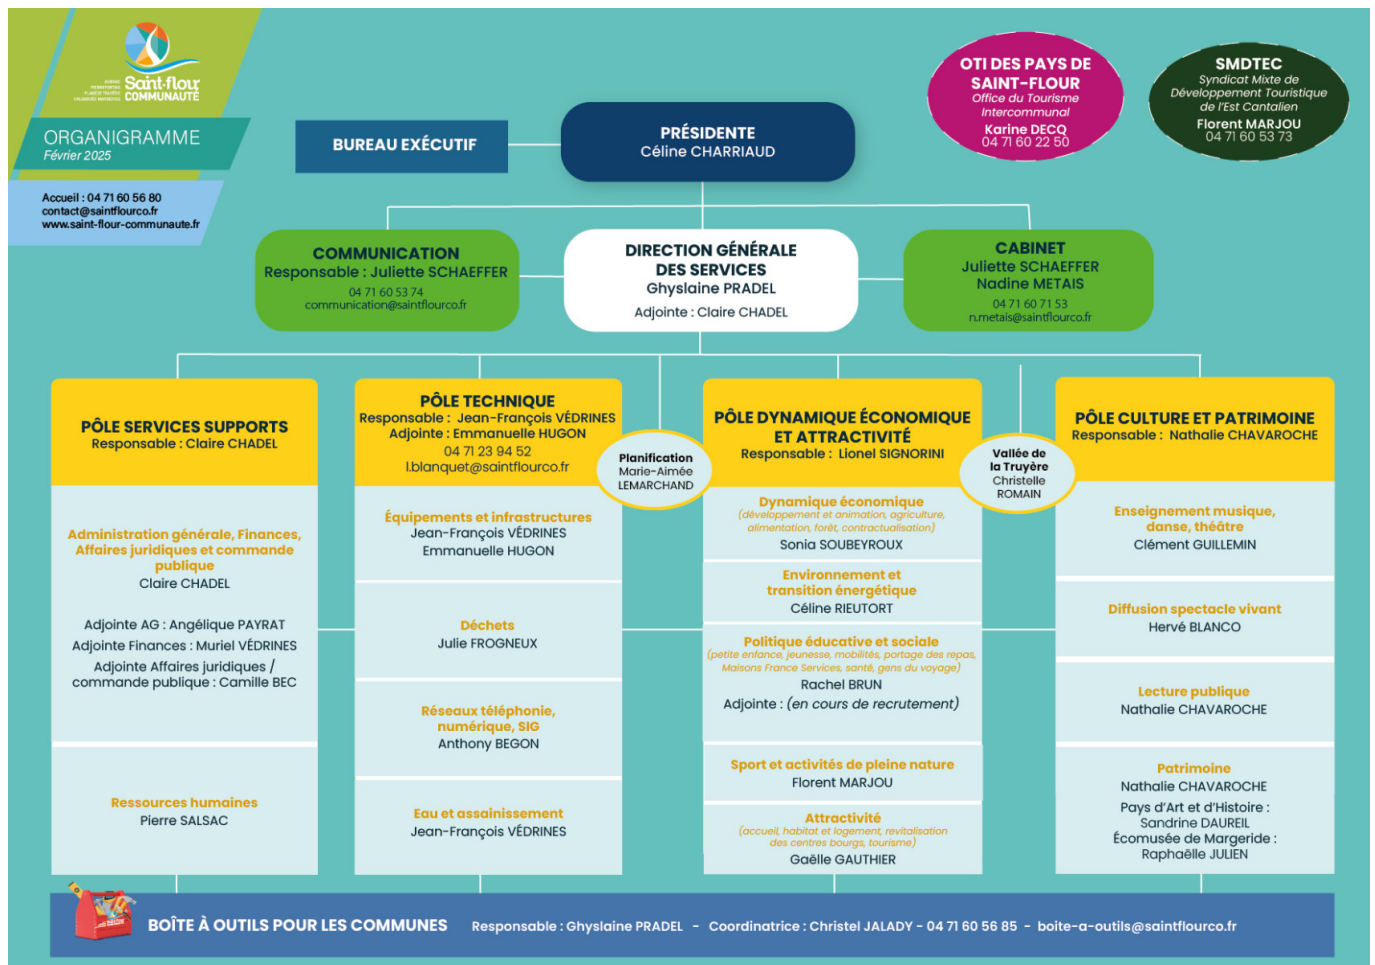 Saint-flour
COMMUNAUTÉ
ORGANIGRAMME
Février 2025
Accueil : 04 71 60 56 80
contact@saintflourco.fr
www.saint-flour-communaute.fr
BUREAU EXÉCUTIF
PRÉSIDENTE
Céline CHARRIAUD
OTI DES PAYS DE
SAINT-FLOUR
Office du Tourisme
Intercommunal
Karine DECQ
04 71 60 22 50
SMDTEC
Syndicat Mixte de
Développement Touristique
de l'Est Cantalien
Florent MARJOU
04 71 60 53 73
COMMUNICATION
Responsable : Juliette SCHAEFFER
04 71 60 53 74
communication@saintflourco.fr
DIRECTION GÉNÉRALE
DES SERVICES
Ghyslaine PRADEL
Adjointe : Claire CHADEL
CABINET
Juliette SCHAEFFER
Nadine METAIS
04 71 60 71 53
n.metais@saintflourco.fr
PÔLE SERVICES SUPPORTS
Responsable : Claire CHADEL
Administration générale, Finances,
Affaires juridiques et commande
publique
Claire CHADEL
Adjointe AG : Angélique PAYRAT
Adjointe Finances : Muriel VÉDRINES
Adjointe Affaires juridiques /
commande publique : Camille BEC
Ressources humaines
Pierre SALSAC
PÔLE TECHNIQUE
Responsable : Jean-François VÉDRINES
Adjointe : Emmanuelle HUGON
04 71 23 94 52
l.blanquet@saintflourco.fr
Équipements et infrastructures
Jean-François VÉDRINES
Emmanuelle HUGON
Déchets
Julie FROGNEUX
Réseaux téléphonie,
numérique, SIG
Anthony BEGON
Eau et assainissement
Jean-François VÉDRINES
Planification
Marie-Aimée
LEMARCHAND
PÔLE DYNAMIQUE ÉCONOMIQUE
ET ATTRACTIVITÉ
Responsable : Lionel SIGNORINI
Dynamique économique
(développement et animation, agriculture,
alimentation, forêt, contractualisation)
Sonia SOUBEYROUX
Environnement et
transition énergétique
Céline RIEUTORT
Politique éducative et sociale
(petite enfance, jeunesse, mobilités, portage des repas,
Maisons France Services, santé, gens du voyage)
Rachel BRUN
Adjointe : (en cours de recrutement)
Sport et activités de pleine nature
Florent MARJOU
Attractivité
(accueil, habitat et logement, revitalisation
des centres bourgs, tourisme)
Gaëlle GAUTHIER
Vallée de
la Truyère
Christelle
ROMAIN
PÔLE CULTURE ET PATRIMOINE
Responsable : Nathalie CHAVAROCHE
Enseignement musique,
danse, théâtre
Clément GUILLEMIN
Diffusion spectacle vivant
Hervé BLANCO
Lecture publique
Nathalie CHAVAROCHE
Patrimoine
Nathalie CHAVAROCHE
Pays d'Art et d'Histoire :
Sandrine DAUREIL
Écomusée de Margeride :
Raphaëlle JULIEN
BOÎTE À OUTILS POUR LES COMMUNES Responsable : Ghyslaine PRADEL - Coordinatrice : Christel JALADY - 04 71 60 56 85 - boite-a-outils@saintflourco.fr